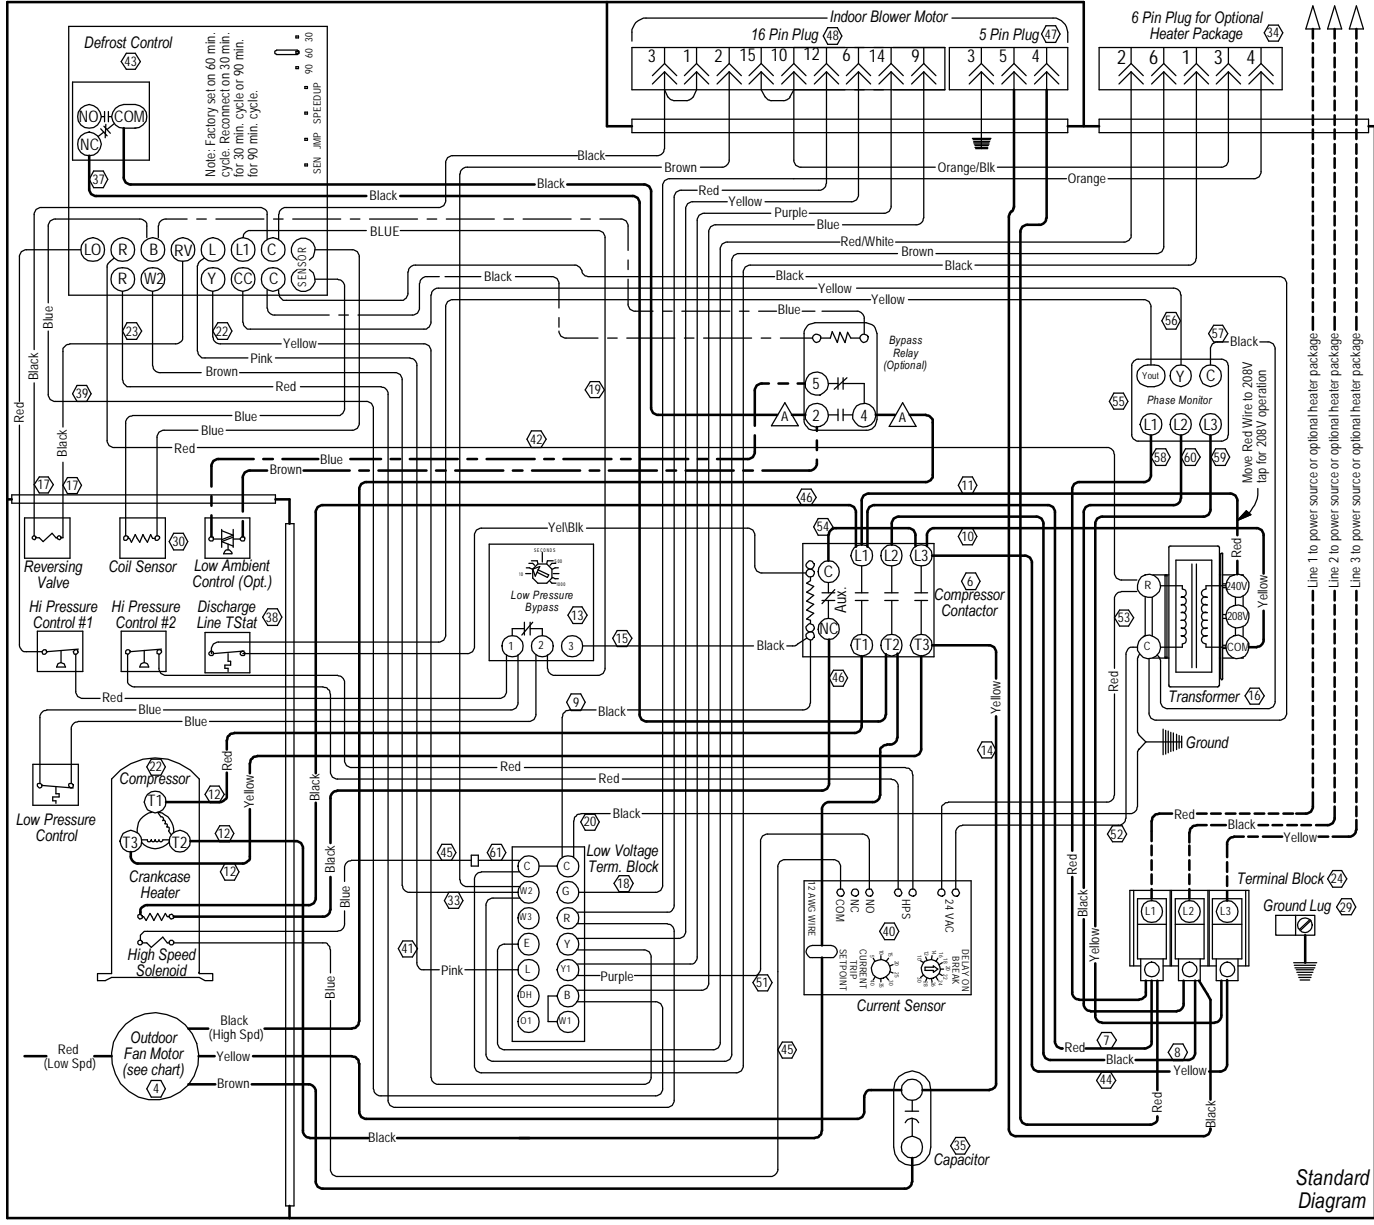 Indoor Blower Motor
16 Pin Plug 48
5 Pin Plug 47
6 Pin Plug for Optional
Heater Package
34
3 1 2 15 10 12 6 14 9
3 5 4
2 6 1 3 4
Defrost Control
43
NO
COM
NC
Note: Factory set on 60 min.
cycle. Reconnect on 30 min.
for 30 min. cycle or 90 min.
for 90 min. cycle.
90 60 30
SEN JMP SPEEDUP
37
Black
Brown
Red
Yellow
Purple
Blue
Red/White
Brown
Black
Orange/Blk
Orange
Black
Black
BLUE
LO R B RV L L1 C
R W2 Y CC C
SENSOR
Black
Black
Yellow
Yellow
Blue
23
22
Yellow
Pink
Brown
Red
Blue
Blue
Red
Blue
Black
Red
Black
39
19
42
17
17
Bypass
Relay
(Optional)
5
2
4
A
A
56
57
Black
Yout Y C
Phase Monitor
L1 L2 L3
55
58
60
59
Move Red Wire to 208V
tap for 208V operation
Line 1 to power source or optional heater package
Line 2 to power source or optional heater package
Line 3 to power source or optional heater package
Blue
Brown
Reversing
Valve
Coil Sensor
30
Low Ambient
Control (Opt.)
Hi Pressure
Control #1
Hi Pressure
Control #2
Discharge
Line TStat
38
Yel\Blk
SECONDS
Low Pressure
Bypass
13
1 2 3
15
Black
46
11
54
10
L1 L2 L3
C
Aux.
NC
T1 T2 T3
6
Compressor
Contactor
46
Red
Yellow
240V
208V
COM
R
C
53
Transformer 16
Red
Ground
Red
Blue
Blue
9
Black
Yellow
14
Low Pressure
Control
22
Compressor
T1
T3
T2
12
12
12
Red
Yellow
Black
Crankcase
Heater
Black
Blue
High Speed
Solenoid
Blue
Red
Red
Black
20
52
45
61
Low Voltage
Term. Block
18
33
41
Pink
Purple
C C
W2 G
W3 R
E Y
L Y1
DH B
O1 W1
51
45
12 AWG WIRE
COM
NC
NO
HPS
24 VAC
40
CURRENT
TRIP
SETPOINT
DELAY ON
BREAK
Current Sensor
Red
Black
Yellow
Red
Black
Yellow
Terminal Block 24
Ground Lug 29
L1 L2 L3
7
Red
Black
8
44
Yellow
Red
Black
Outdoor
Fan Motor
(see chart)
4
Red
(Low Spd)
Black
(High Spd)
Yellow
Brown
Black
35
Capacitor
Standard
Diagram